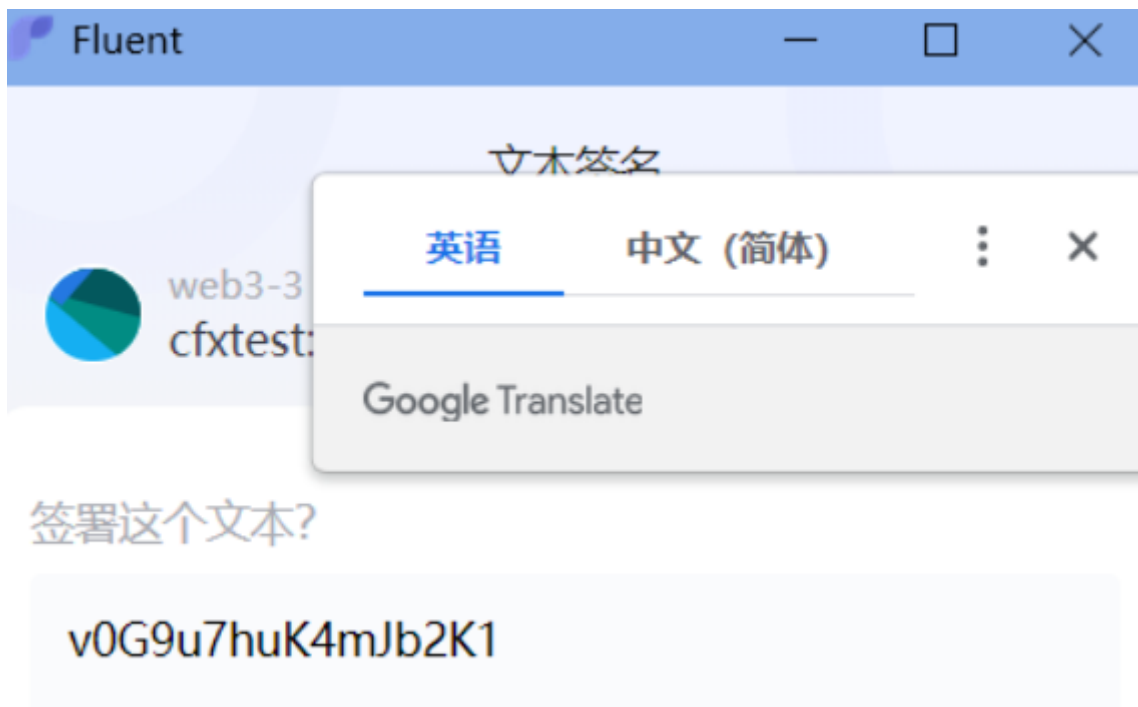 Fluent
文本签名
英语 中文 (简体)
web3-3
cfxtest:
Google Translate
签署这个文本?
v0G9u7huK4mJb2K1